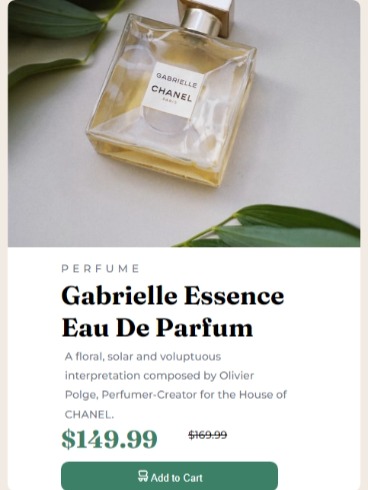 GABRIELLE
CHANEL
PARIS
PERFUME
Gabrielle Essence
Eau De Parfum
A floral, solar and voluptuous
interpretation composed by Olivier
Polge, Perfumer-Creator for the House of
CHANEL.
$149.99 $169.99
Add to Cart